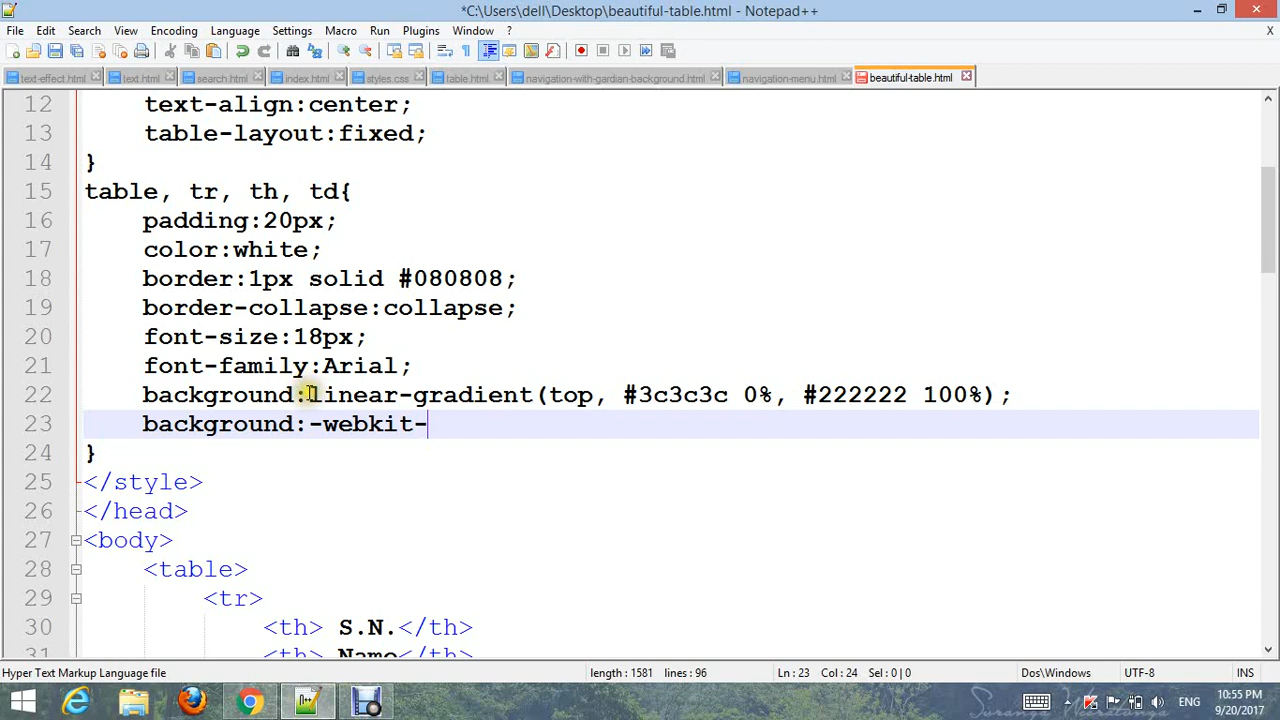 *C:\Users\dell\Desktop\beautiful-table.html - Notepad++
File Edit Search View Encoding Language Settings Macro Run Plugins Window ? X
text-effect.html text.html search.html index.html styles.css table.html navigation-with-gardian-background.html navigation-menu.html beautiful-table.html
12 text-align:center;
13 table-layout:fixed;
14 }
15 table, tr, th, td{
16 padding:20px;
17 color:white;
18 border:1px solid #080808;
19 border-collapse:collapse;
20 font-size:18px;
21 font-family:Arial;
22 background:linear-gradient(top, #3c3c3c 0%, #222222 100%);
23 background:-webkit-
24 }
25 </style>
26 </head>
27 <body>
28 <table>
29 <tr>
30 <th> S.N.</th>
31 <th> Name</th>
Hyper Text Markup Language file length : 1581 lines : 96 Ln : 23 Col : 24 Sel : 0 | 0 Dos\Windows UTF-8 INS
ENG 10:55 PM
9/20/2017
Suranga Weeratunga